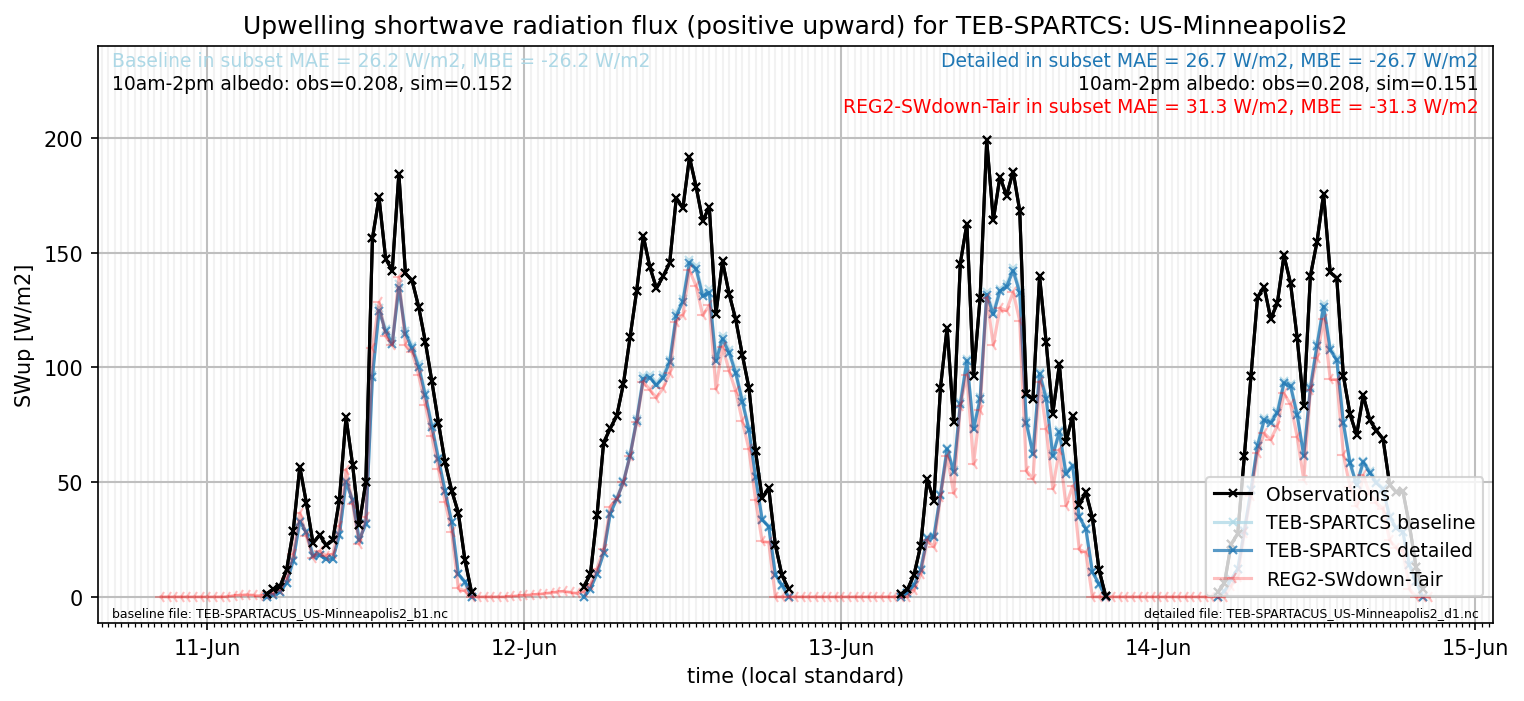 Upwelling shortwave radiation flux (positive upward) for TEB-SPARTCS: US-Minneapolis2
Baseline in subset MAE = 26.2 W/m2, MBE = -26.2 W/m2
10am-2pm albedo: obs=0.208, sim=0.152
Detailed in subset MAE = 26.7 W/m2, MBE = -26.7 W/m2
10am-2pm albedo: obs=0.208, sim=0.151
REG2-SWdown-Tair in subset MAE = 31.3 W/m2, MBE = -31.3 W/m2
SWup [W/m2]
200
150
100
50
0
Observations
TEB-SPARTCS baseline
TEB-SPARTCS detailed
REG2-SWdown-Tair
baseline file: TEB-SPARTACUS_US-Minneapolis2_b1.nc
detailed file: TEB-SPARTACUS_US-Minneapolis2_d1.nc
11-Jun
12-Jun
13-Jun
14-Jun
15-Jun
time (local standard)